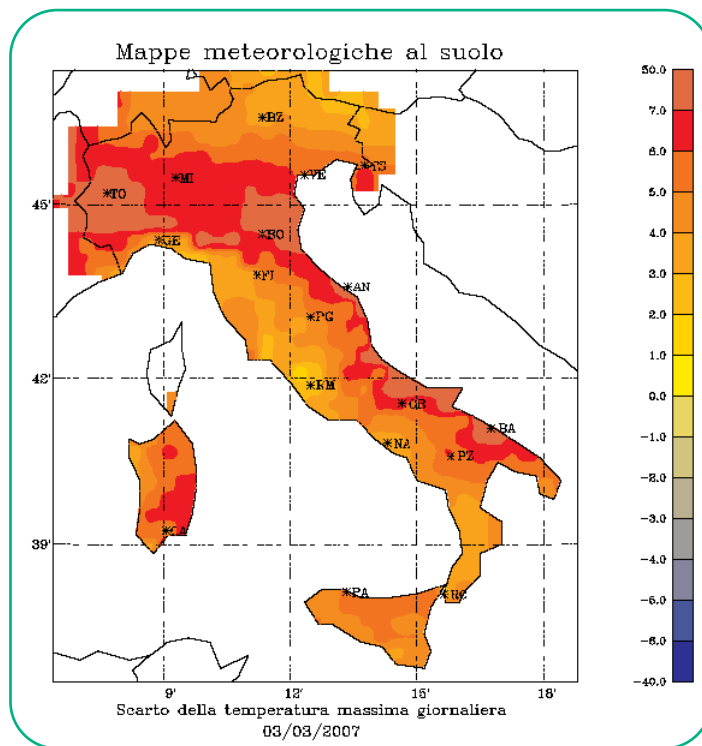 Mappe meteorologiche al suolo
50.0
7.0
6.0
5.0
4.0
3.0
2.0
1.0
0.0
-1.0
-2.0
-3.0
-4.0
-5.0
-6.0
-40.0
BZ
TS
MI
VE
TO
45'
BO
GE
FI
AN
PG
42'
RM
CB
BA
NA
PZ
CA
39'
PA
RC
9'
12'
15'
18'
Scarto della temperatura massima giornaliera
03/03/2007